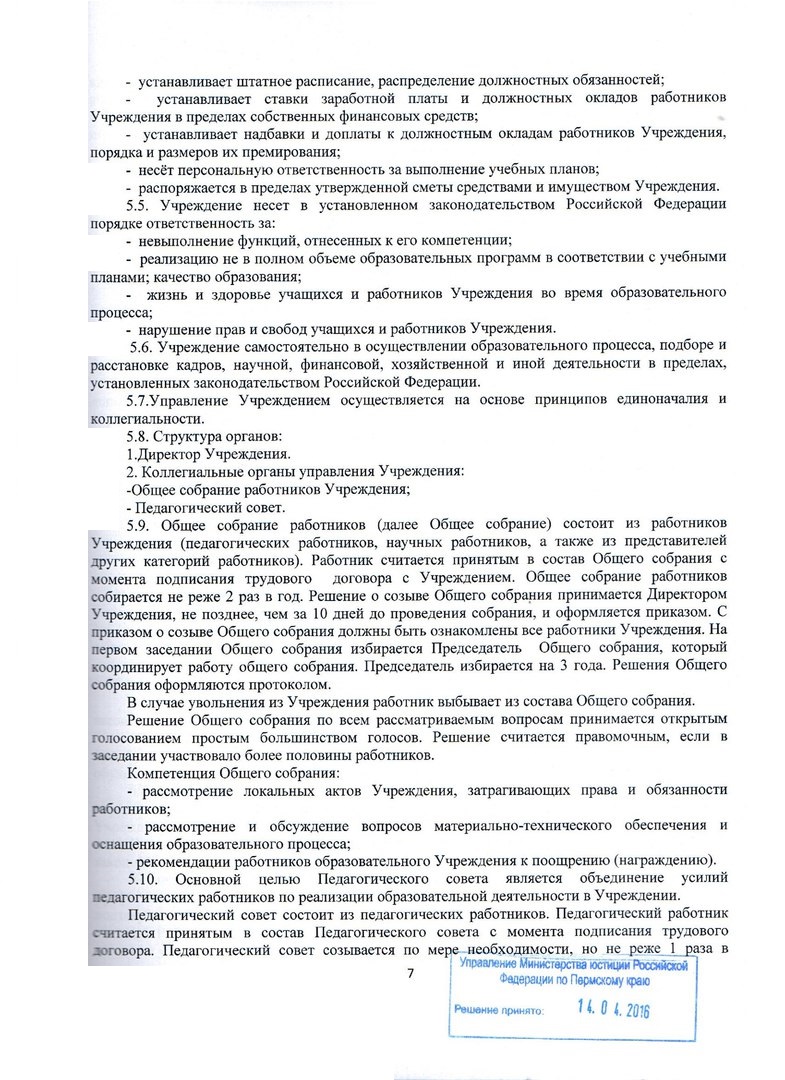 - устанавливает штатное расписание, распределение должностных обязанностей;
- устанавливает ставки заработной платы и должностных окладов работников
Учреждения в пределах собственных финансовых средств;
- устанавливает надбавки и доплаты к должностным окладам работников Учреждения,
порядка и размеров их премирования;
- несёт персональную ответственность за выполнение учебных планов;
- распоряжается в пределах утвержденной сметы средствами и имуществом Учреждения.
5.5. Учреждение несет в установленном законодательством Российской Федерации
порядке ответственность за:
- невыполнение функций, отнесенных к его компетенции;
- реализацию не в полном объеме образовательных программ в соответствии с учебными
планами; качество образования;
- жизнь и здоровье учащихся и работников Учреждения во время образовательного
процесса;
- нарушение прав и свобод учащихся и работников Учреждения.
5.6. Учреждение самостоятельно в осуществлении образовательного процесса, подборе и
расстановке кадров, научной, финансовой, хозяйственной и иной деятельности в пределах,
установленных законодательством Российской Федерации.
5.7.Управление Учреждением осуществляется на основе принципов единоначалия и
коллегиальности.
5.8. Структура органов:
1.Директор Учреждения.
2. Коллегиальные органы управления Учреждения:
-Общее собрание работников Учреждения;
- Педагогический совет.
5.9. Общее собрание работников (далее Общее собрание) состоит из работников
Учреждения (педагогических работников, научных работников, а также из представителей
других категорий работников). Работник считается принятым в состав Общего собрания с
момента подписания трудового договора с Учреждением. Общее собрание работников
собирается не реже 2 раз в год. Решение о созыве Общего собрания принимается Директором
Учреждения, не позднее, чем за 10 дней до проведения собрания, и оформляется приказом. С
приказом о созыве Общего собрания должны быть ознакомлены все работники Учреждения. На
первом заседании Общего собрания избирается Председатель Общего собрания, который
координирует работу общего собрания. Председатель избирается на 3 года. Решения Общего
собрания оформляются протоколом.
В случае увольнения из Учреждения работник выбывает из состава Общего собрания.
Решение Общего собрания по всем рассматриваемым вопросам принимается открытым
голосованием простым большинством голосов. Решение считается правомочным, если в
заседании участвовало более половины работников.
Компетенция Общего собрания:
- рассмотрение локальных актов Учреждения, затрагивающих права и обязанности
работников;
- рассмотрение и обсуждение вопросов материально-технического обеспечения и
оснащения образовательного процесса;
- рекомендации работников образовательного Учреждения к поощрению (награждению).
5.10. Основной целью Педагогического совета является объединение усилий
педагогических работников по реализации образовательной деятельности в Учреждении.
Педагогический совет состоит из педагогических работников. Педагогический работник
считается принятым в состав Педагогического совета с момента подписания трудового
договора. Педагогический совет созывается по мере необходимости, но не реже 1 раза в
7
Управление Министерства юстиции Российской
Федерации по Пермскому краю
Решение принято: 14.04.2016